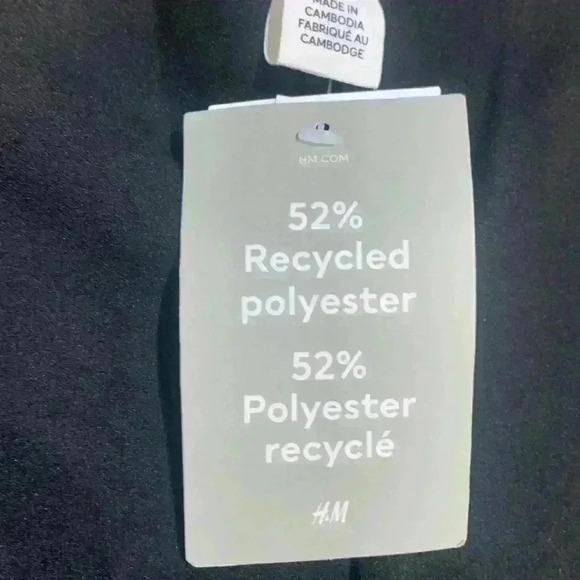 MADE IN
CAMBODIA
FABRIQUÉ AU
CAMBODGE
HM.COM
52%
Recycled
polyester
52%
Polyester
recyclé
H&M